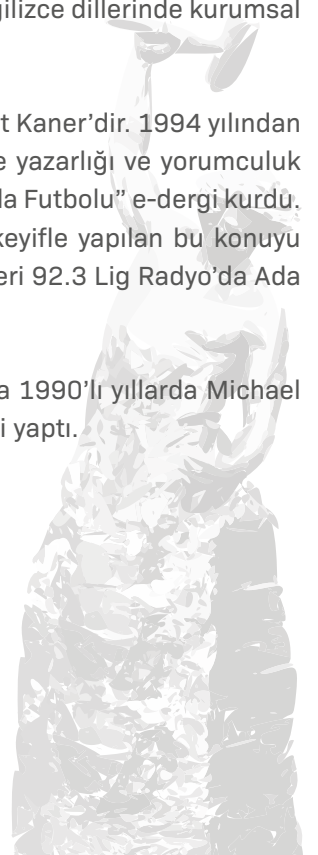 gilizce dillerinde kurumsal
t Kaner’dir. 1994 yılından
e yazarlığı ve yorumculuk
la Futbolu” e-dergi kurdu.
keyifle yapılan bu konuyu
eri 92.3 Lig Radyo’da Ada
a 1990’lı yıllarda Michael
i yaptı.